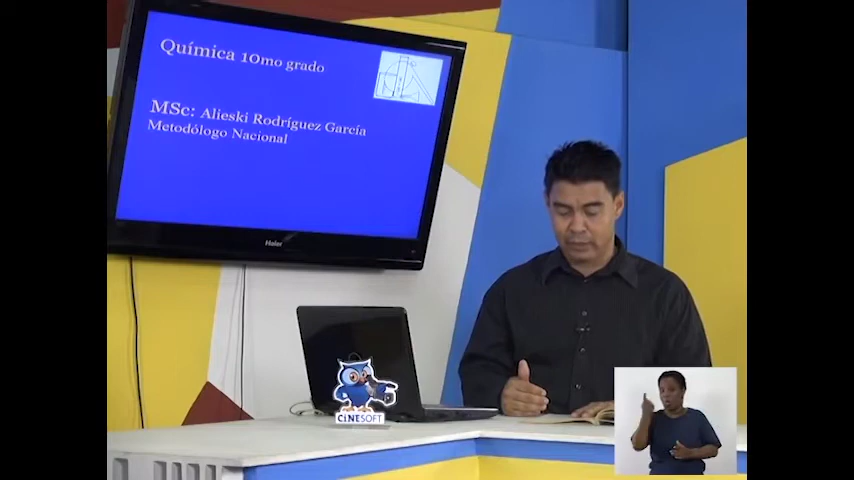 Química 10mo grado
MSc: Alieski Rodríguez García
Metodólogo Nacional
Haier
CiNESOFT